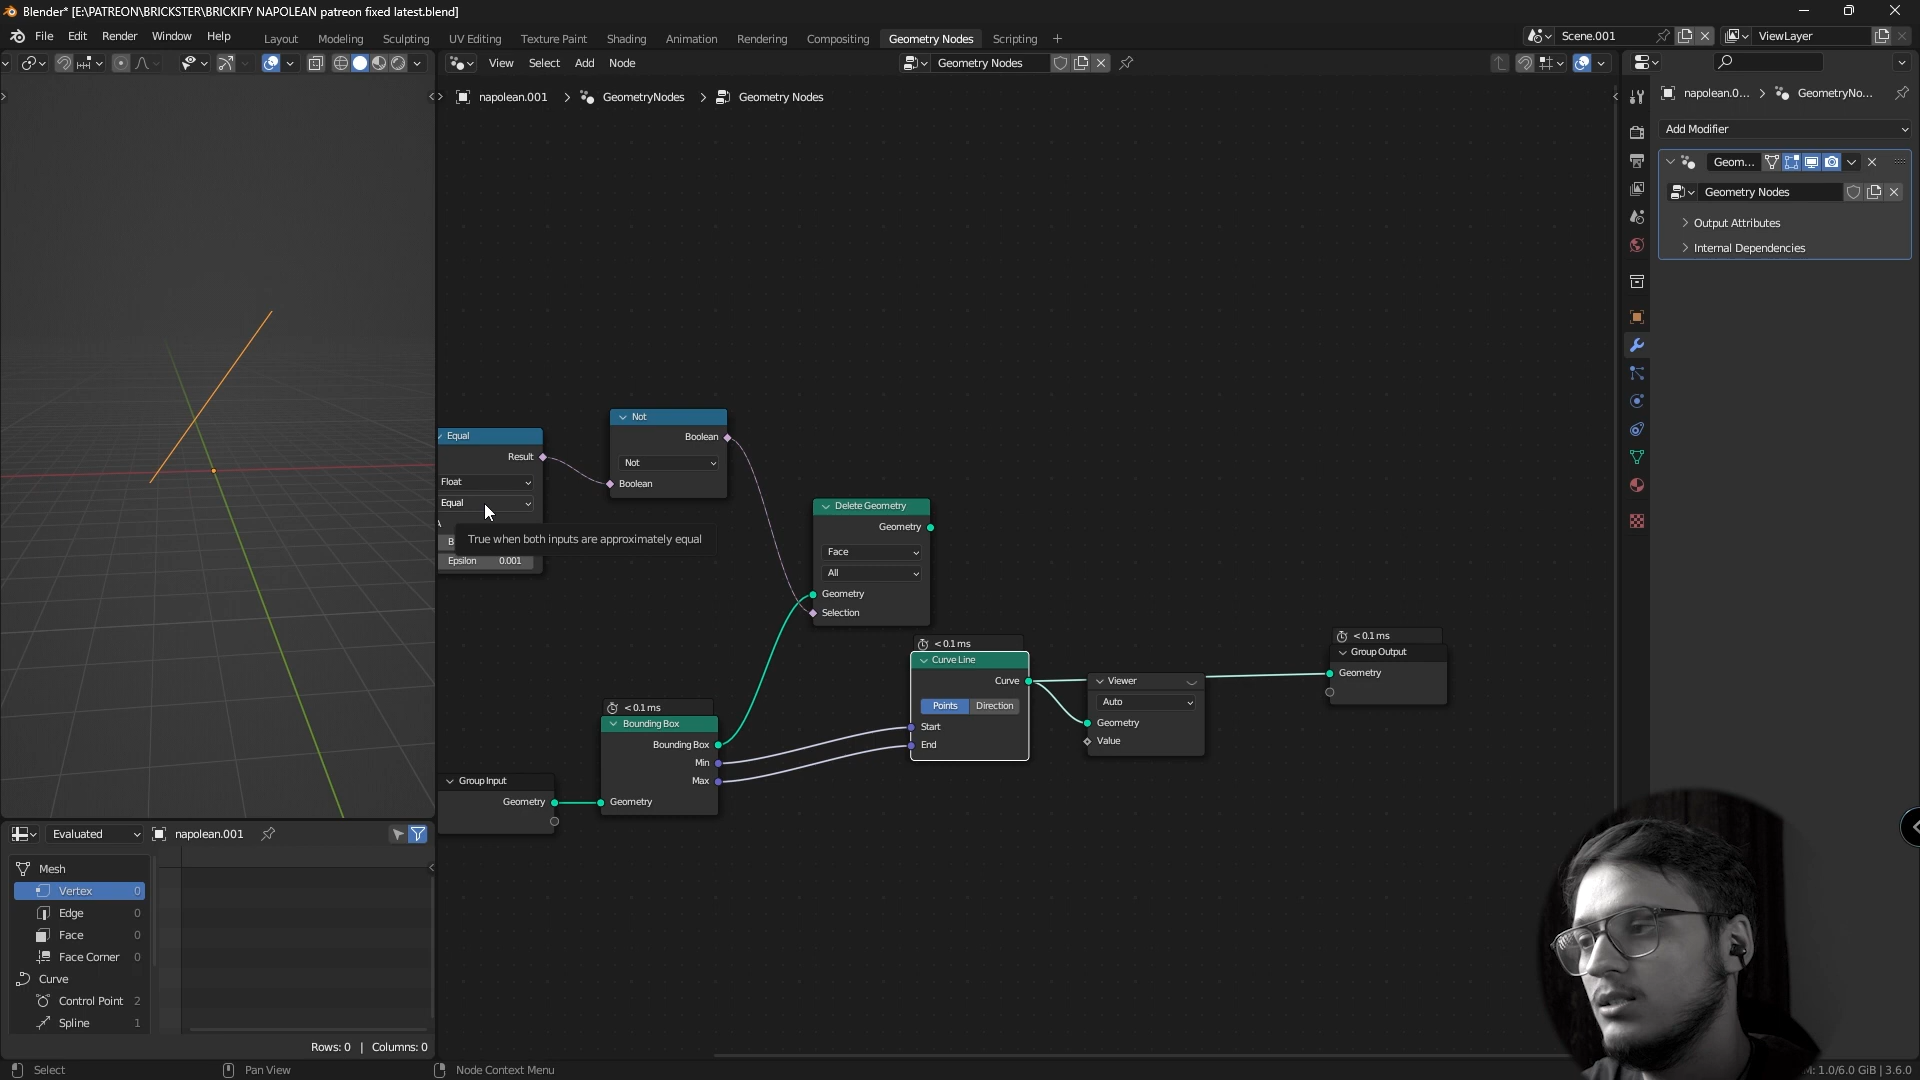 Blender* [E:\PATREON\BRICKSTER\BRICKIFY NAPOLEAN patreon fixed latest.blend]
File Edit Render Window Help Layout Modeling Sculpting UV Editing Texture Paint Shading Animation Rendering Compositing Geometry Nodes Scripting + Scene.001 ViewLayer
View Select Add Node Geometry Nodes
napolean.001 > GeometryNodes > Geometry Nodes
napolean.0... > GeometryNo...
Add Modifier
Geom...
Geometry Nodes
Output Attributes
Internal Dependencies
Equal
Result
Float
Equal
A
B
Epsilon 0.001
True when both inputs are approximately equal
Not
Boolean
Not
Boolean
Delete Geometry
Geometry
Face
All
Geometry
Selection
< 0.1 ms
Curve Line
Curve
Points Direction
Start
End
Viewer
Auto
Geometry
Value
< 0.1 ms
Group Output
Geometry
< 0.1 ms
Bounding Box
Bounding Box
Min
Max
Geometry
Group Input
Geometry
Evaluated napolean.001
Mesh
Vertex 0
Edge 0
Face 0
Face Corner 0
Curve
Control Point 2
Spline 1
Rows: 0 | Columns: 0
Select Pan View Node Context Menu
1.0/6.0 GiB | 3.6.0